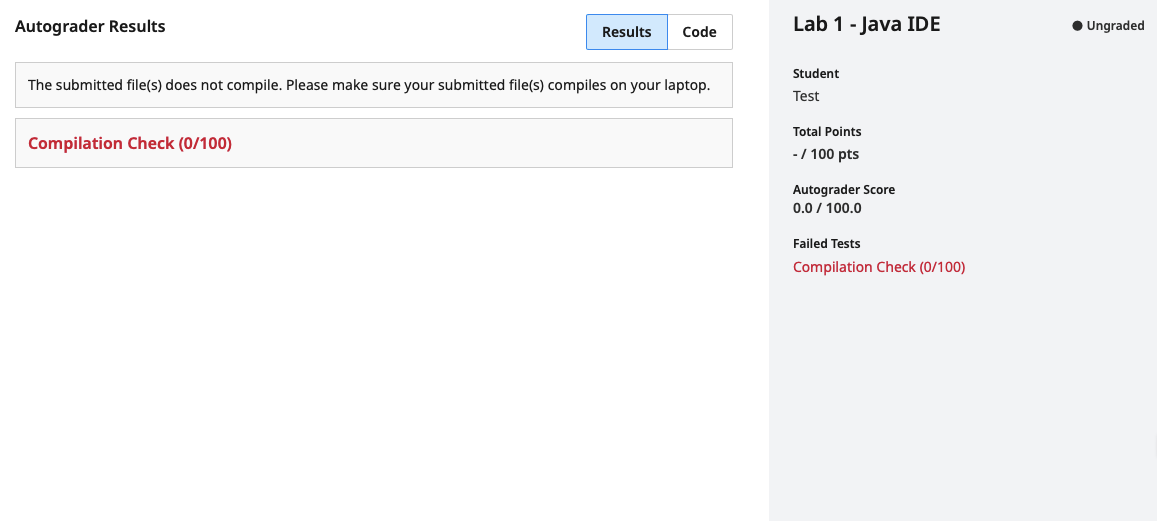 Autograder Results
Results
Code
The submitted file(s) does not compile. Please make sure your submitted file(s) compiles on your laptop.
Compilation Check (0/100)
Lab 1 - Java IDE
Ungraded
Student
Test
Total Points
- / 100 pts
Autograder Score
0.0 / 100.0
Failed Tests
Compilation Check (0/100)